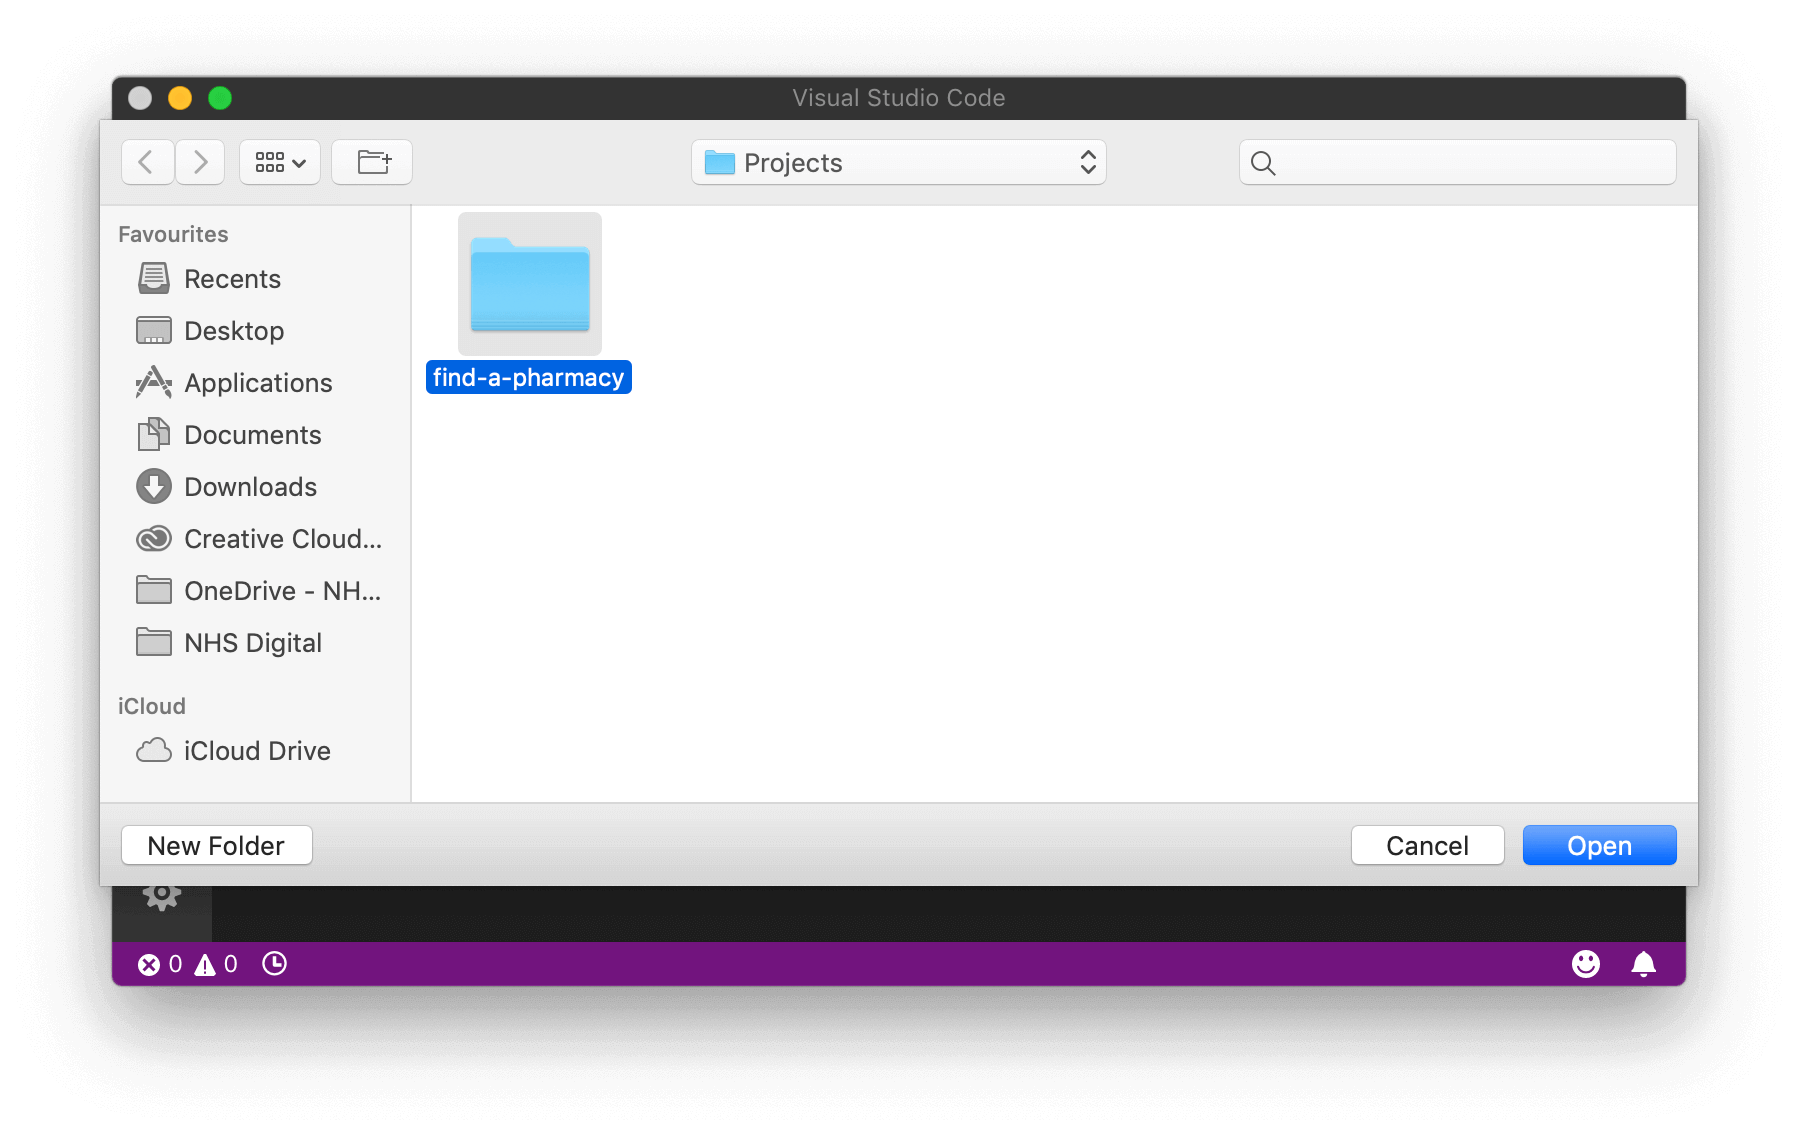 Visual Studio Code
Projects
Favourites
Recents
Desktop
Applications
Documents
Downloads
Creative Cloud...
OneDrive - NH...
NHS Digital
iCloud
iCloud Drive
find-a-pharmacy
New Folder
Cancel
Open
0
0